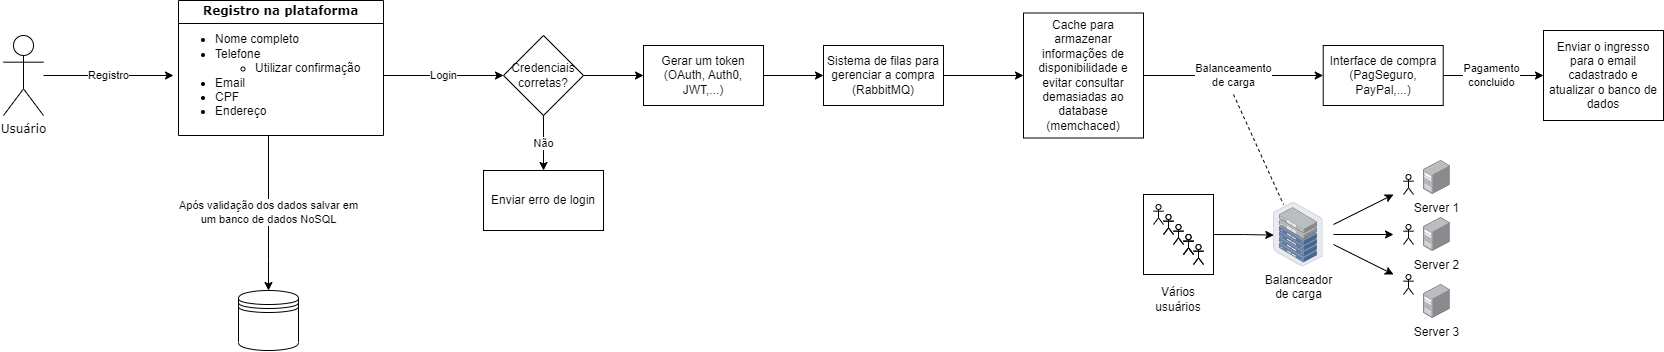 Usuário
Registro
Registro na plataforma
Nome completo
Telefone
Utilizar confirmação
Email
CPF
Endereço
Após validação dos dados salvar em
um banco de dados NoSQL
Login
Credenciais
corretas?
Não
Enviar erro de login
Gerar um token
(OAuth, Auth0,
JWT,...)
Sistema de filas para
gerenciar a compra
(RabbitMQ)
Cache para
armazenar
informações de
disponibilidade e
evitar consultar
demasiadas ao
database
(memchaced)
Balanceamento
de carga
Interface de compra
(PagSeguro,
PayPal,...)
Pagamento
concluído
Enviar o ingresso
para o email
cadastrado e
atualizar o banco de
dados
Vários
usuários
Balanceador
de carga
Server 1
Server 2
Server 3